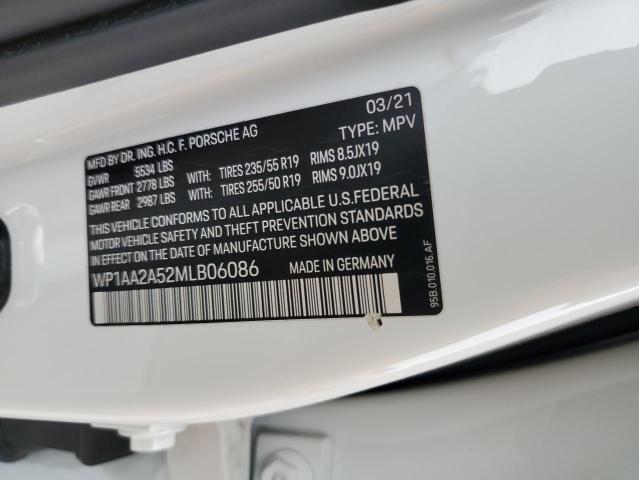 MFD BY DR. ING. H.C. F. PORSCHE AG 03/21
GVWR 5534 LBS TYPE: MPV
GAWR FRONT 2778 LBS WITH: TIRES 235/55 R19 RIMS 8.5JX19
GAWR REAR 2987 LBS WITH: TIRES 255/50 R19 RIMS 9.0JX19
THIS VEHICLE CONFORMS TO ALL APPLICABLE U.S.FEDERAL
MOTOR VEHICLE SAFETY AND THEFT PREVENTION STANDARDS
IN EFFECT ON THE DATE OF MANUFACTURE SHOWN ABOVE.
WP1AA2A52MLB06086 MADE IN GERMANY
95B.010.016.AF